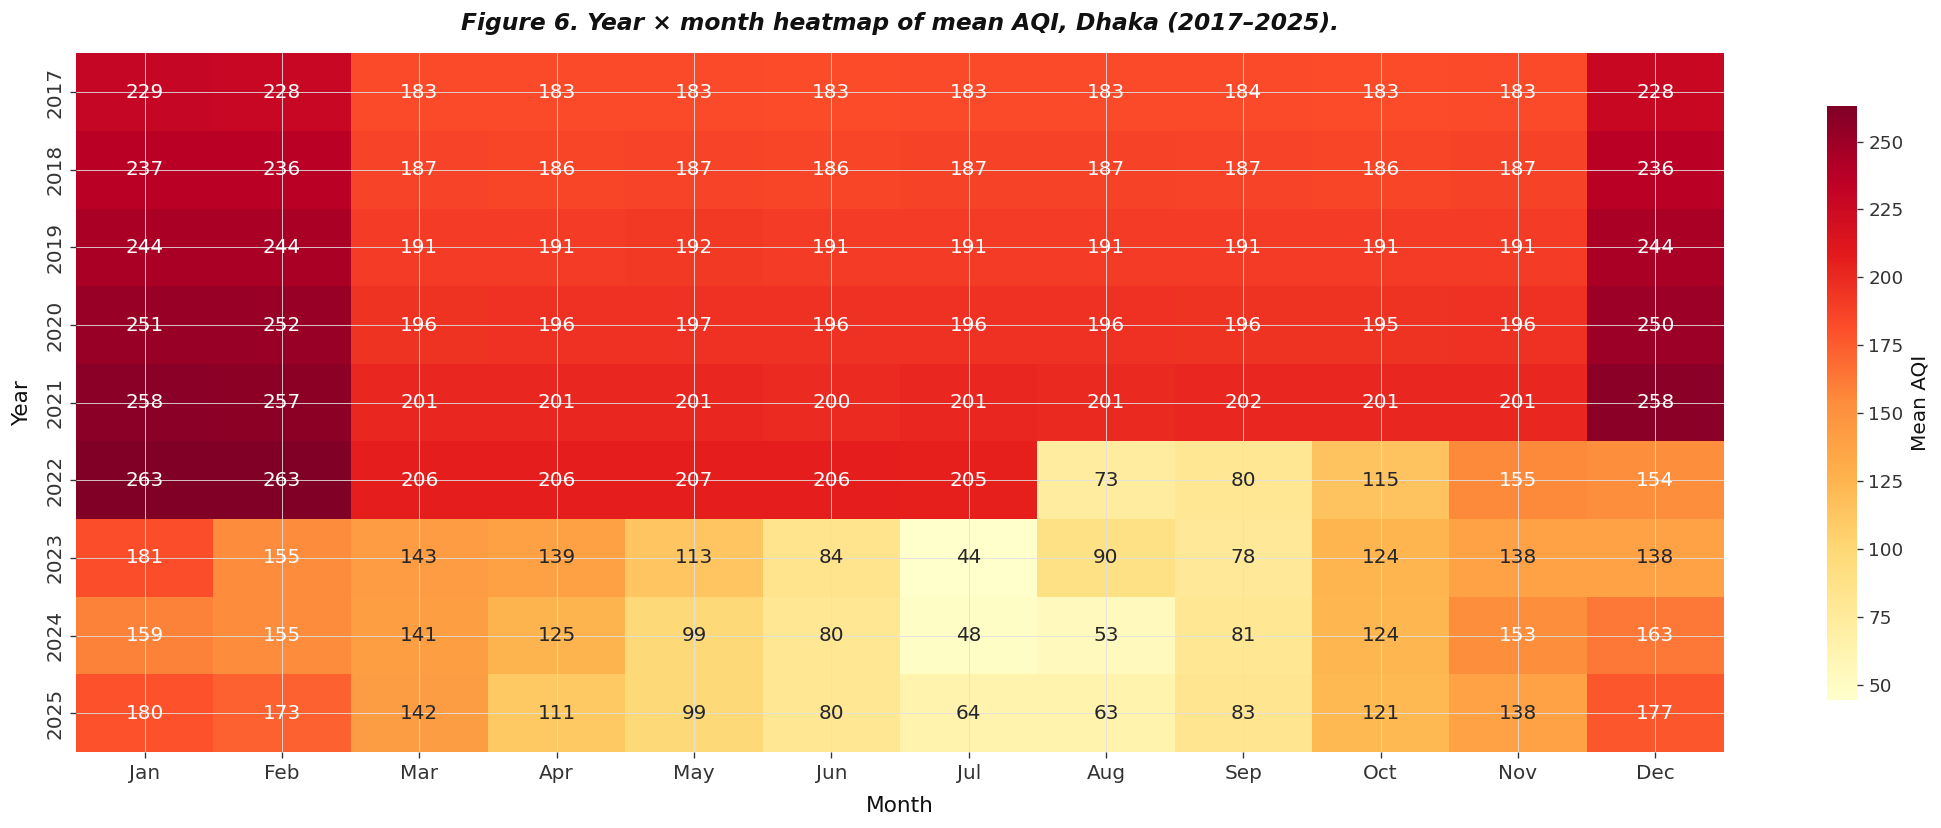 Figure 6. Year × month heatmap of mean AQI, Dhaka (2017–2025).
2017 229 228 183 183 183 183 183 183 184 183 183 228
2018 237 236 187 186 187 186 187 187 187 186 187 236
2019 244 244 191 191 192 191 191 191 191 191 191 244
2020 251 252 196 196 197 196 196 196 196 195 196 250
2021 258 257 201 201 201 200 201 201 202 201 201 258
2022 263 263 206 206 207 206 205 73 80 115 155 154
2023 181 155 143 139 113 84 44 90 78 124 138 138
2024 159 155 141 125 99 80 48 53 81 124 153 163
2025 180 173 142 111 99 80 64 63 83 121 138 177
Jan Feb Mar Apr May Jun Jul Aug Sep Oct Nov Dec
Month
Year
250
225
200
175
150
125
100
75
50
Mean AQI